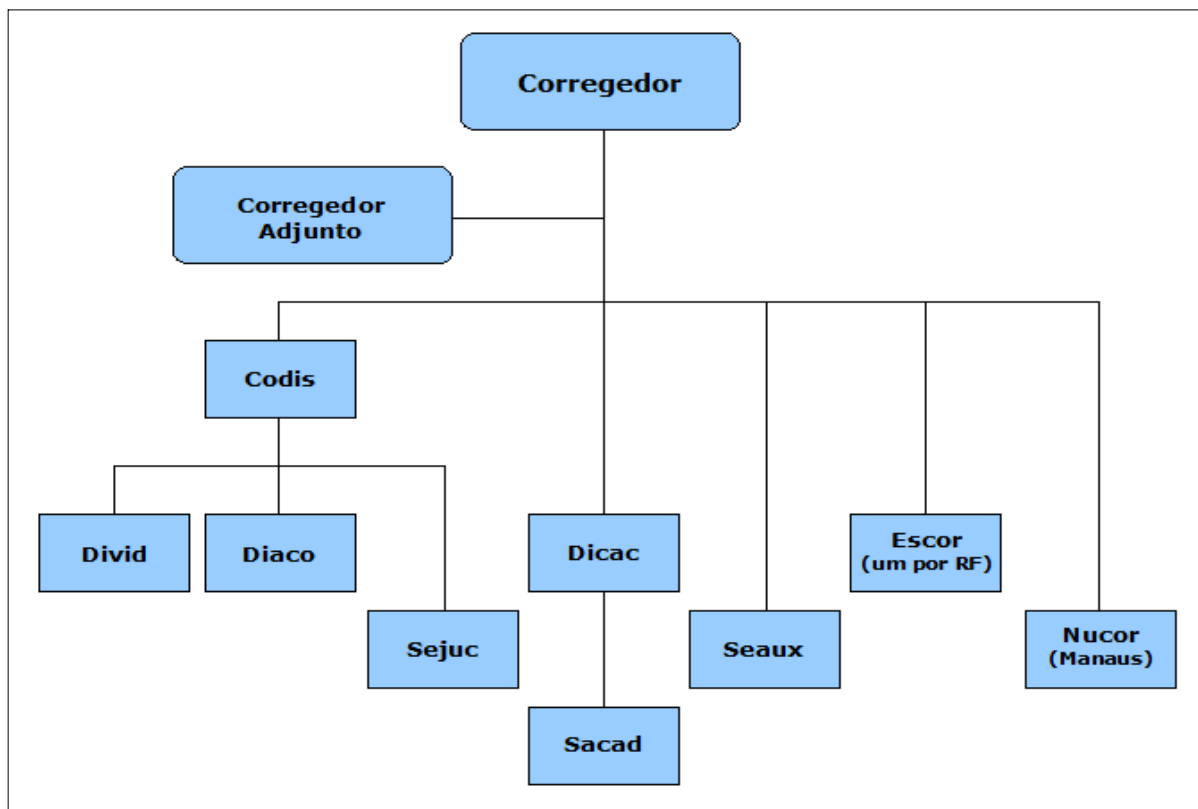 Corregedor
Corregedor
Adjunto
Codis
Divid
Diaco
Dicac
Escor
(um por RF)
Sejuc
Seaux
Nucor
(Manaus)
Sacad